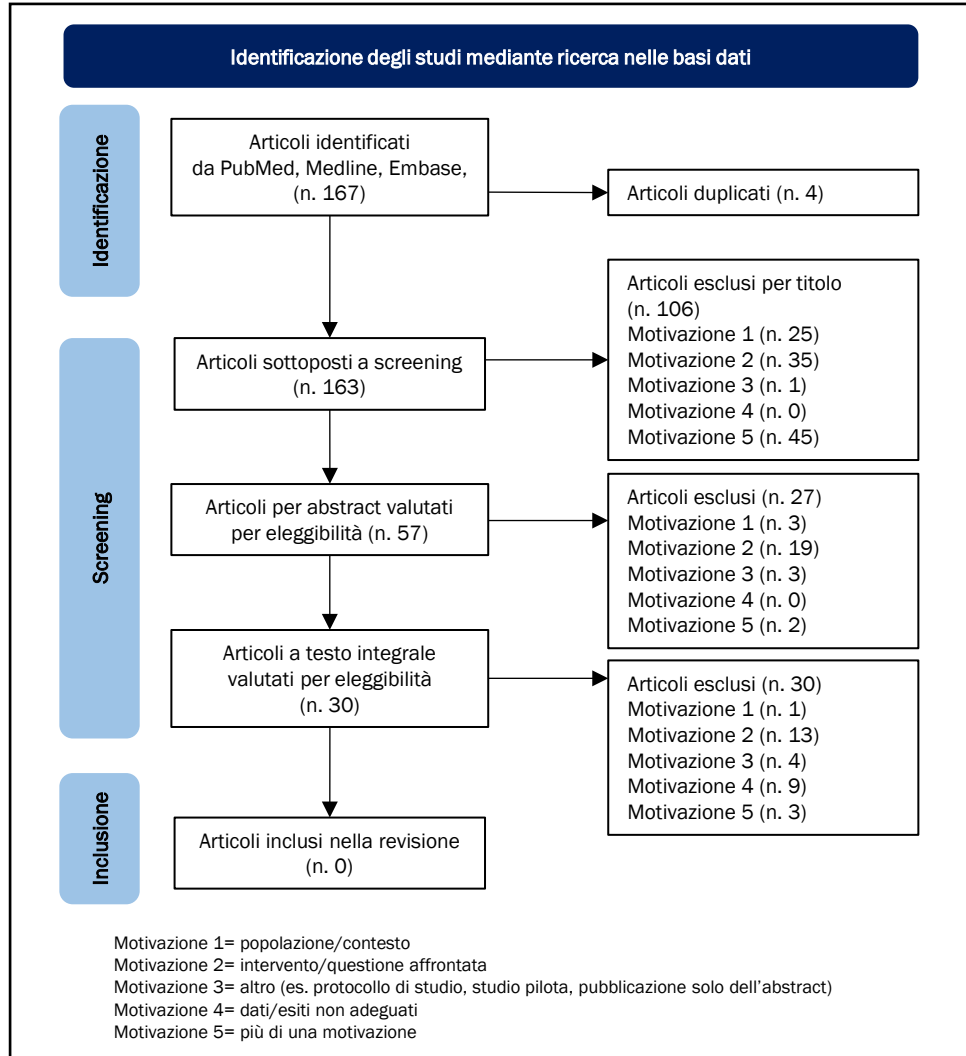 Identificazione degli studi mediante ricerca nelle basi dati
Identificazione
Articoli identificati
da PubMed, Medline, Embase,
(n. 167)
Articoli duplicati (n. 4)
Screening
Articoli sottoposti a screening
(n. 163)
Articoli esclusi per titolo
(n. 106)
Motivazione 1 (n. 25)
Motivazione 2 (n. 35)
Motivazione 3 (n. 1)
Motivazione 4 (n. 0)
Motivazione 5 (n. 45)
Articoli per abstract valutati
per eleggibilità (n. 57)
Articoli esclusi (n. 27)
Motivazione 1 (n. 3)
Motivazione 2 (n. 19)
Motivazione 3 (n. 3)
Motivazione 4 (n. 0)
Motivazione 5 (n. 2)
Articoli a testo integrale
valutati per eleggibilità
(n. 30)
Articoli esclusi (n. 30)
Motivazione 1 (n. 1)
Motivazione 2 (n. 13)
Motivazione 3 (n. 4)
Motivazione 4 (n. 9)
Motivazione 5 (n. 3)
Inclusione
Articoli inclusi nella revisione
(n. 0)
Motivazione 1= popolazione/contesto
Motivazione 2= intervento/questione affrontata
Motivazione 3= altro (es. protocollo di studio, studio pilota, pubblicazione solo dell'abstract)
Motivazione 4= dati/esiti non adeguati
Motivazione 5= più di una motivazione